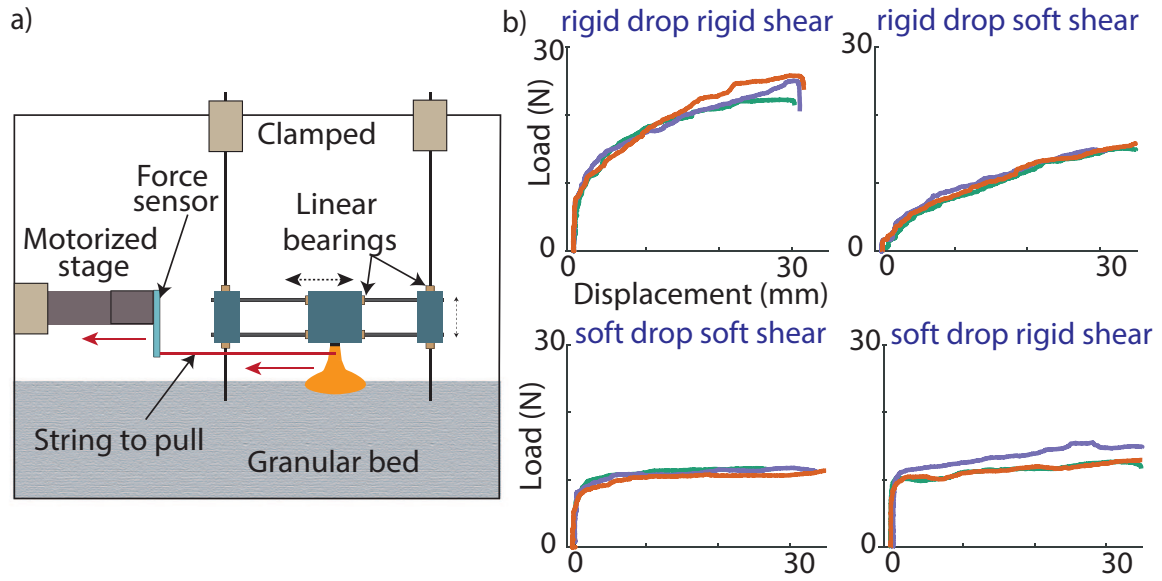 a)
Clamped
Force
sensor
Linear
bearings
Motorized
stage
String to pull
Granular bed
b)
rigid drop rigid shear
30
Load (N)
0
0
30
Displacement (mm)
rigid drop soft shear
30
0
0
30
soft drop soft shear
30
Load (N)
0
0
30
soft drop rigid shear
30
0
0
30